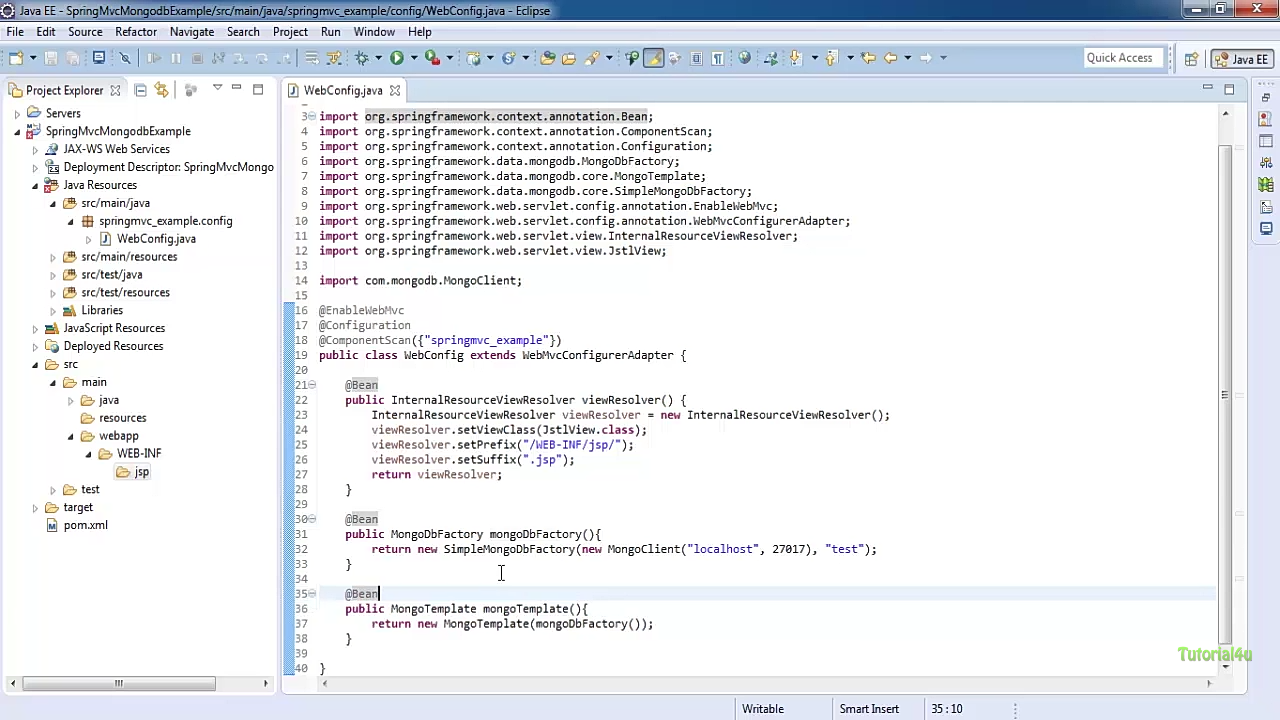 Java EE - SpringMvcMongodbExample/src/main/java/springmvc_example/config/WebConfig.java - Eclipse
File Edit Source Refactor Navigate Search Project Run Window Help
Quick Access
Java EE
Project Explorer
WebConfig.java
Servers
SpringMvcMongodbExample
JAX-WS Web Services
Deployment Descriptor: SpringMvcMongo
Java Resources
src/main/java
springmvc_example.config
WebConfig.java
src/main/resources
src/test/java
src/test/resources
Libraries
JavaScript Resources
Deployed Resources
src
main
java
resources
webapp
WEB-INF
jsp
test
target
pom.xml
3 import org.springframework.context.annotation.Bean;
4 import org.springframework.context.annotation.ComponentScan;
5 import org.springframework.context.annotation.Configuration;
6 import org.springframework.data.mongodb.MongoDbFactory;
7 import org.springframework.data.mongodb.core.MongoTemplate;
8 import org.springframework.data.mongodb.core.SimpleMongoDbFactory;
9 import org.springframework.web.servlet.config.annotation.EnableWebMvc;
10 import org.springframework.web.servlet.config.annotation.WebMvcConfigurerAdapter;
11 import org.springframework.web.servlet.view.InternalResourceViewResolver;
12 import org.springframework.web.servlet.view.JstlView;
13
14 import com.mongodb.MongoClient;
15
16 @EnableWebMvc
17 @Configuration
18 @ComponentScan({"springmvc_example"})
19 public class WebConfig extends WebMvcConfigurerAdapter {
20
21 @Bean
22 public InternalResourceViewResolver viewResolver() {
23 InternalResourceViewResolver viewResolver = new InternalResourceViewResolver();
24 viewResolver.setViewClass(JstlView.class);
25 viewResolver.setPrefix("/WEB-INF/jsp/");
26 viewResolver.setSuffix(".jsp");
27 return viewResolver;
28 }
29
30 @Bean
31 public MongoDbFactory mongoDbFactory(){
32 return new SimpleMongoDbFactory(new MongoClient("localhost", 27017), "test");
33 }
34
35 @Bean
36 public MongoTemplate mongoTemplate(){
37 return new MongoTemplate(mongoDbFactory());
38 }
39
40 }
Tutorial4u
Writable Smart Insert 35 : 10